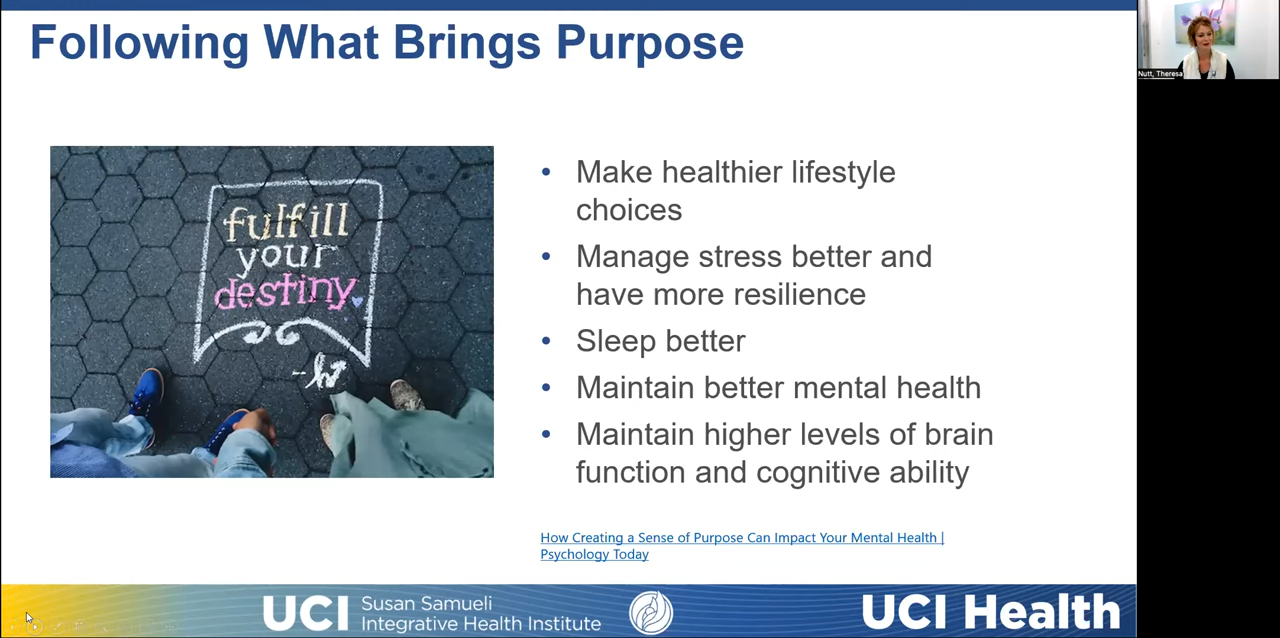 Following What Brings Purpose
Nutt, Theresa
fulfill
your
destiny
• Make healthier lifestyle
choices
• Manage stress better and
have more resilience
• Sleep better
• Maintain better mental health
• Maintain higher levels of brain
function and cognitive ability
How Creating a Sense of Purpose Can Impact Your Mental Health |
Psychology Today
UCI Susan Samueli
Integrative Health Institute
UCI Health